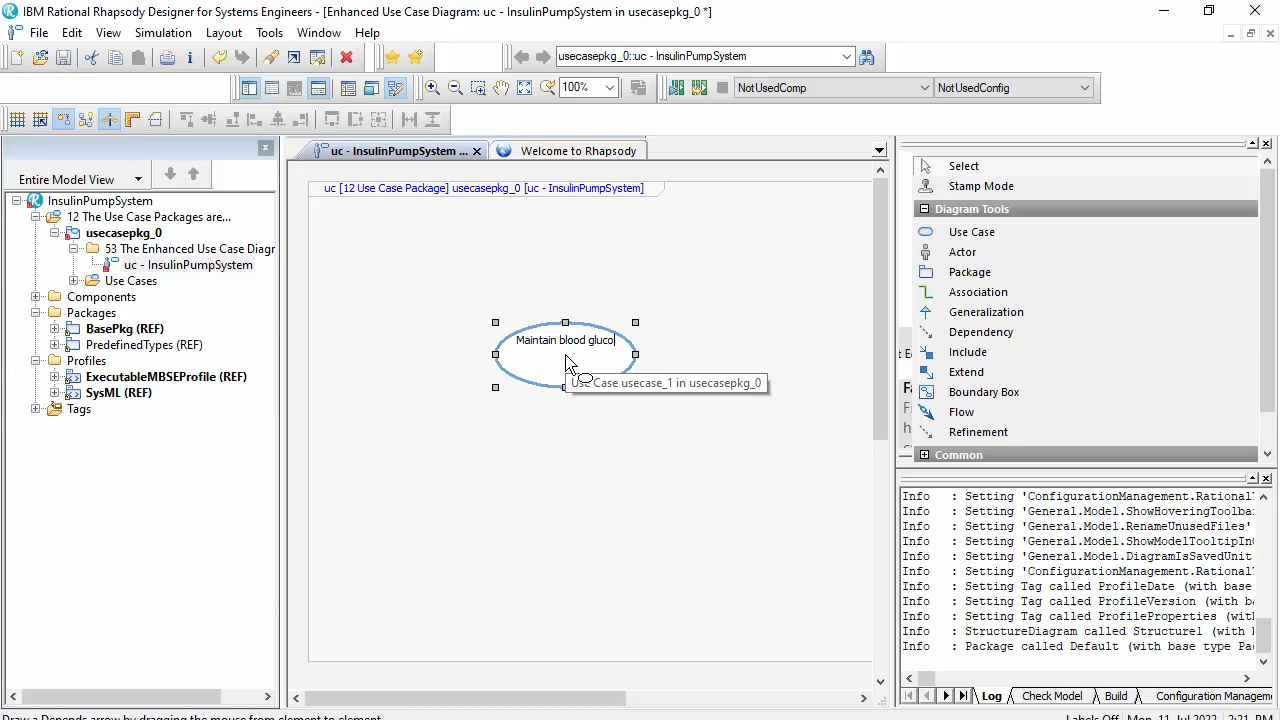 IBM Rational Rhapsody Designer for Systems Engineers - [Enhanced Use Case Diagram: uc - InsulinPumpSystem in usecasepkg_0 *]
File Edit View Simulation Layout Tools Window Help
usecasepkg_0::uc - InsulinPumpSystem
100% NotUsedComp NotUsedConfig
uc - InsulinPumpSystem ... Welcome to Rhapsody
Entire Model View
InsulinPumpSystem
12 The Use Case Packages are...
usecasepkg_0
53 The Enhanced Use Case Diagr
uc - InsulinPumpSystem
Use Cases
Components
Packages
BasePkg (REF)
PredefinedTypes (REF)
Profiles
ExecutableMBSEProfile (REF)
SysML (REF)
Tags
uc [12 Use Case Package] usecasepkg_0 [uc - InsulinPumpSystem]
Maintain blood gluco
Case usecase_1 in usecasepkg_0
Select
Stamp Mode
Diagram Tools
Use Case
Actor
Package
Association
Generalization
Dependency
Include
Extend
Boundary Box
Flow
Refinement
Common
Info : Setting 'ConfigurationManagement.Rational
Info : Setting 'General.Model.ShowHoveringToolba
Info : Setting 'General.Model.RenameUnusedFiles'
Info : Setting 'General.Model.ShowModelTooltipIn
Info : Setting 'General.Model.DiagramIsSavedUnit
Info : Setting 'ConfigurationManagement.Rational
Info : Setting Tag called ProfileDate (with base
Info : Setting Tag called ProfileVersion (with b
Info : Setting Tag called ProfileProperties (wit
Info : StructureDiagram called Structure1 (with
Info : Package called Default (with base type Pa
Log Check Model Build Configuration Managem
Draw a Depends arrow by dragging the mouse from element to element
Labels Off Mon, 11, Jul 2022 2:21 PM